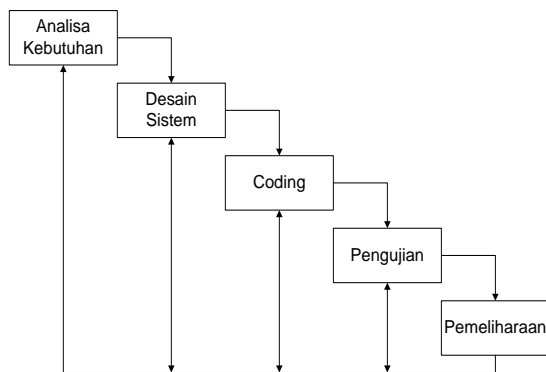 Analisa
Kebutuhan
Desain
Sistem
Coding
Pengujian
Pemeliharaan